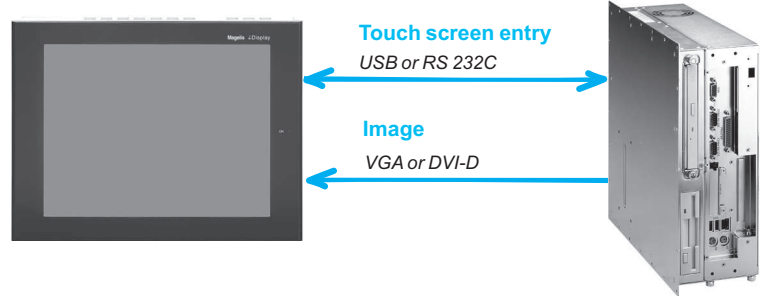 Magelis iDisplay
Touch screen entry
USB or RS 232C
Image
VGA or DVI-D